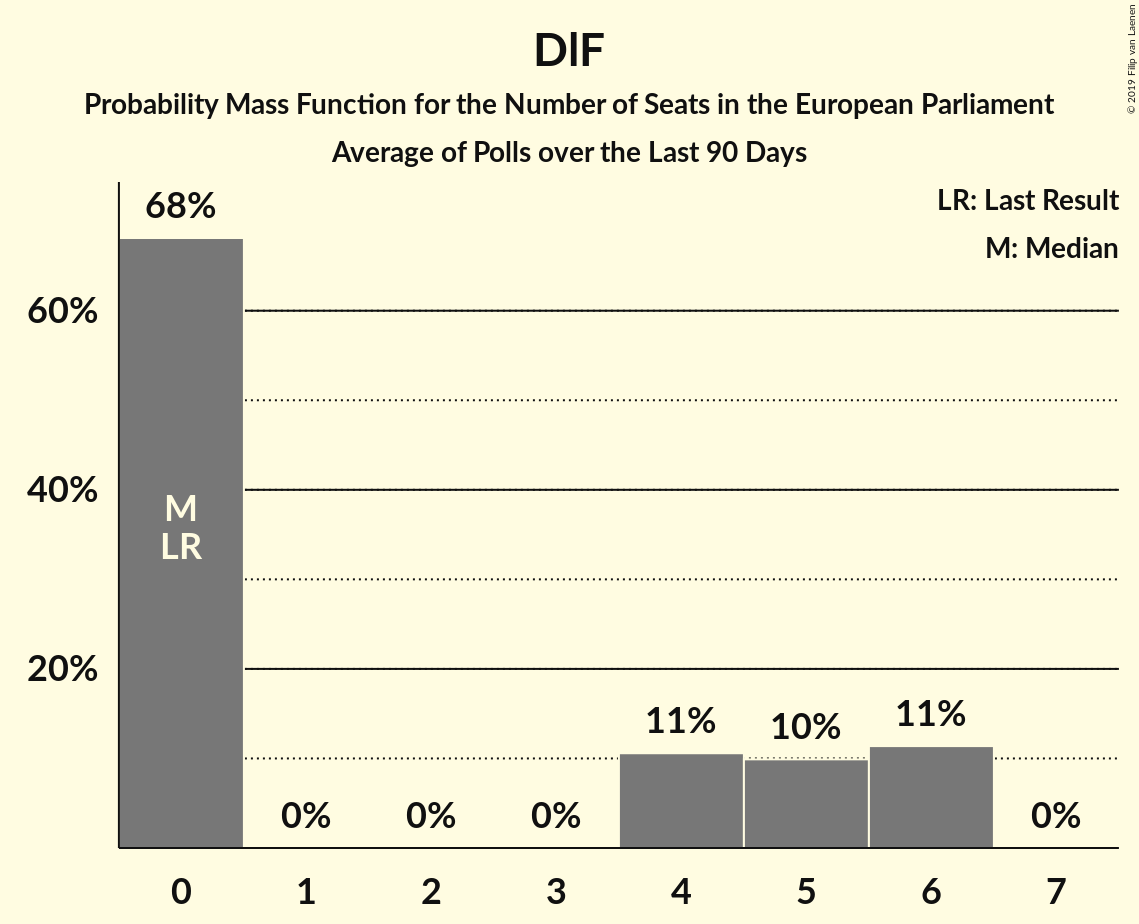 DlF
Probability Mass Function for the Number of Seats in the European Parliament
Average of Polls over the Last 90 Days
© 2019 Filip van Laenen
LR: Last Result
M: Median
68%
60%
40%
20%
M
LR
0%
0%
0%
11%
10%
11%
0%
0
1
2
3
4
5
6
7